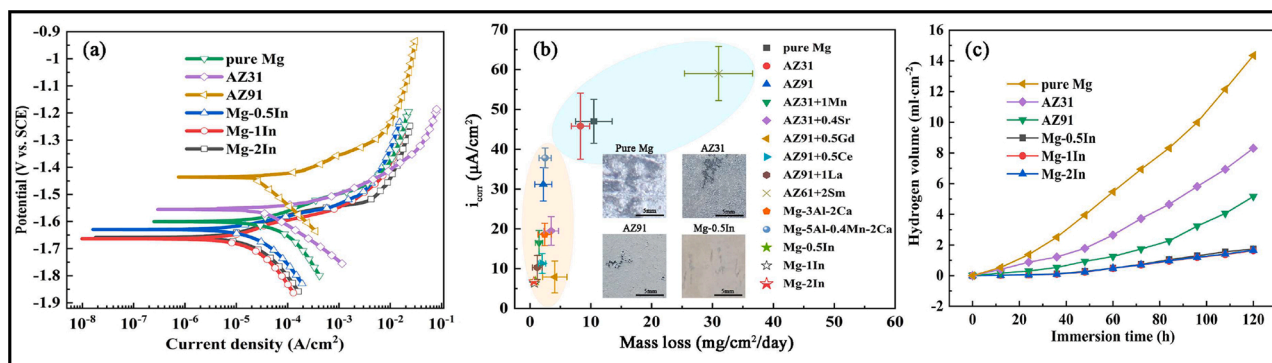 (a)
pure Mg
AZ31
AZ91
Mg-0.5In
Mg-1In
Mg-2In
-0.9
-1.0
-1.1
-1.2
-1.3
-1.4
-1.5
-1.6
-1.7
-1.8
-1.9
Potential (V vs. SCE)
10⁻⁸ 10⁻⁷ 10⁻⁶ 10⁻⁵ 10⁻⁴ 10⁻³ 10⁻² 10⁻¹
Current density (A/cm²)
(b)
70
60
50
40
30
20
10
0
i_corr (μA/cm²)
pure Mg
AZ31
AZ91
AZ31+1Mn
AZ31+0.4Sr
AZ91+0.5Gd
AZ91+0.5Ce
AZ91+1La
AZ61+2Sm
Mg-3Al-2Ca
Mg-5Al-0.4Mn-2Ca
Mg-0.5In
Mg-1In
Mg-2In
Pure Mg
5mm
AZ31
5mm
AZ91
5mm
Mg-0.5In
5mm
0 5 10 15 20 25 30 35 40 45 50 55 60
Mass loss (mg/cm²/day)
(c)
pure Mg
AZ31
AZ91
Mg-0.5In
Mg-1In
Mg-2In
16
14
12
10
8
6
4
2
0
-2
Hydrogen volume (ml·cm⁻²)
0 20 40 60 80 100 120
Immersion time (h)